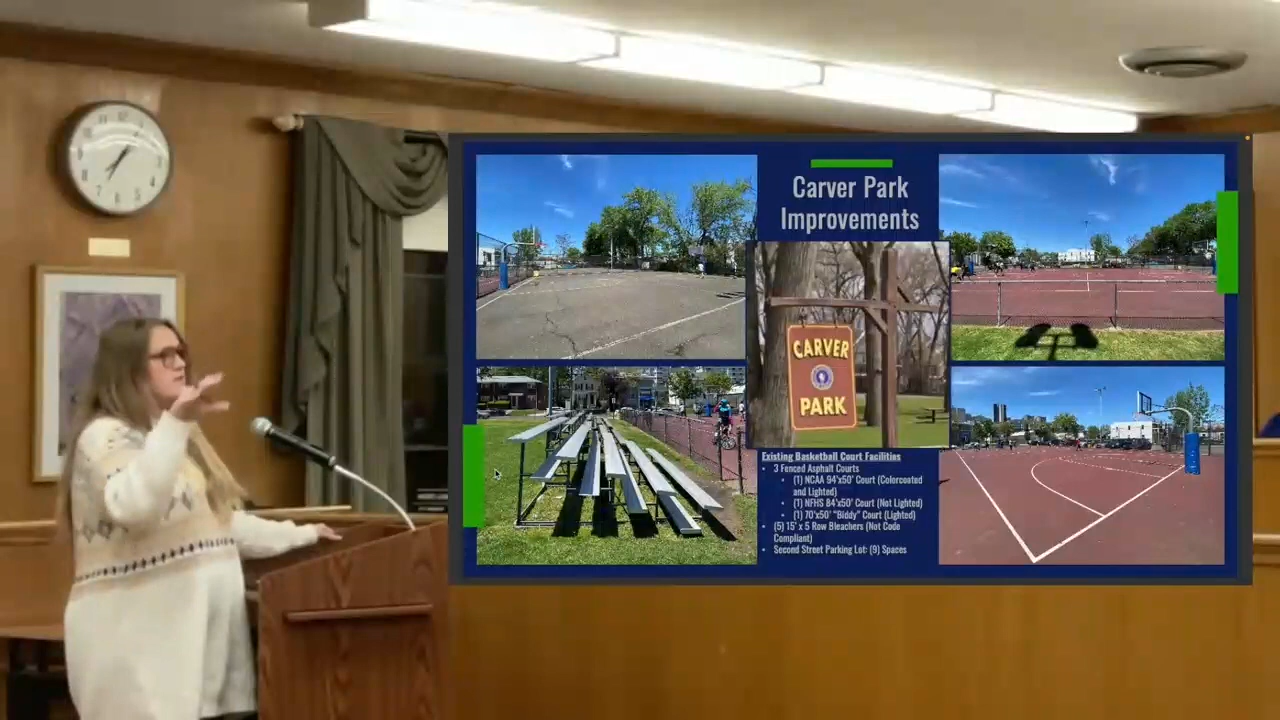 Carver Park
Improvements
CARVER
PARK
Existing Basketball Court Facilities
• 3 Fenced Asphalt Courts
• (1) NCAA 94'x50' Court (Colorcoated
and Lighted)
• (1) NFHS 84'x50' Court (Not Lighted)
• (1) 70'x50' "Biddy" Court (Lighted)
• (5) 15' x 5 Row Bleachers (Not Code
Compliant)
• Second Street Parking Lot: (9) Spaces